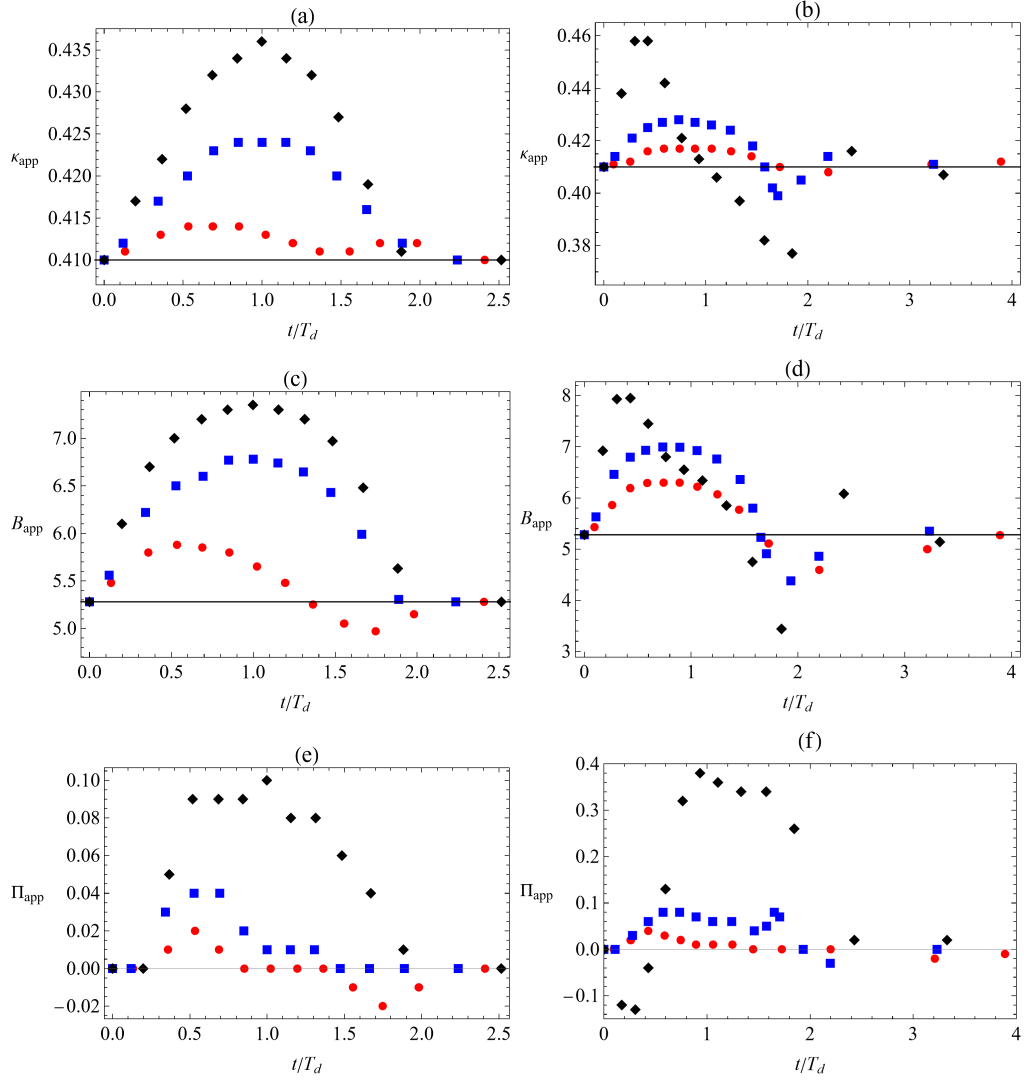 (a)
0.435
0.430
0.425
0.420
0.415
0.410
κapp
0.0 0.5 1.0 1.5 2.0 2.5
t/Td
(b)
0.46
0.44
0.42
0.40
0.38
κapp
0 1 2 3 4
t/Td
(c)
7.0
6.5
6.0
5.5
5.0
Bapp
0.0 0.5 1.0 1.5 2.0 2.5
t/Td
(d)
8
7
6
5
4
3
Bapp
0 1 2 3 4
t/Td
(e)
0.10
0.08
0.06
0.04
0.02
0.00
−0.02
Πapp
0.0 0.5 1.0 1.5 2.0 2.5
t/Td
(f)
0.4
0.3
0.2
0.1
0.0
−0.1
Πapp
0 1 2 3 4
t/Td